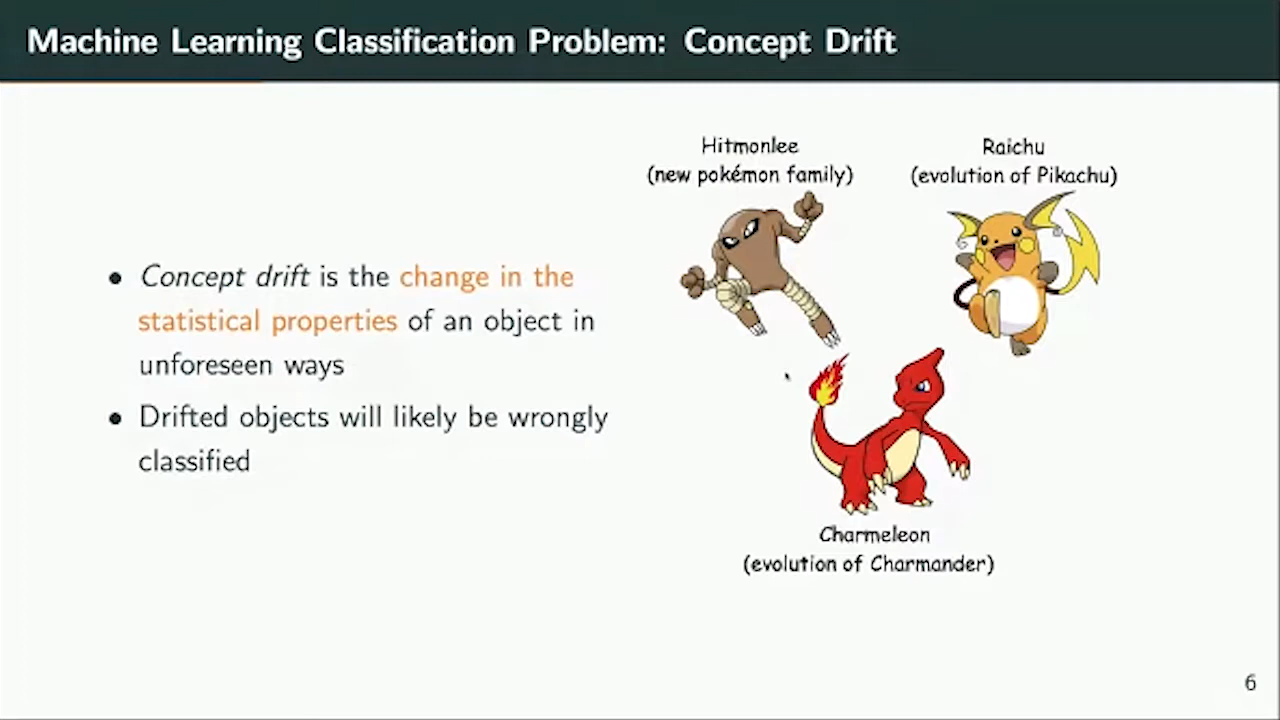 Machine Learning Classification Problem: Concept Drift
Hitmonlee
(new pokémon family)
Raichu
(evolution of Pikachu)
• Concept drift is the change in the
statistical properties of an object in
unforeseen ways
• Drifted objects will likely be wrongly
classified
Charmeleon
(evolution of Charmander)
6